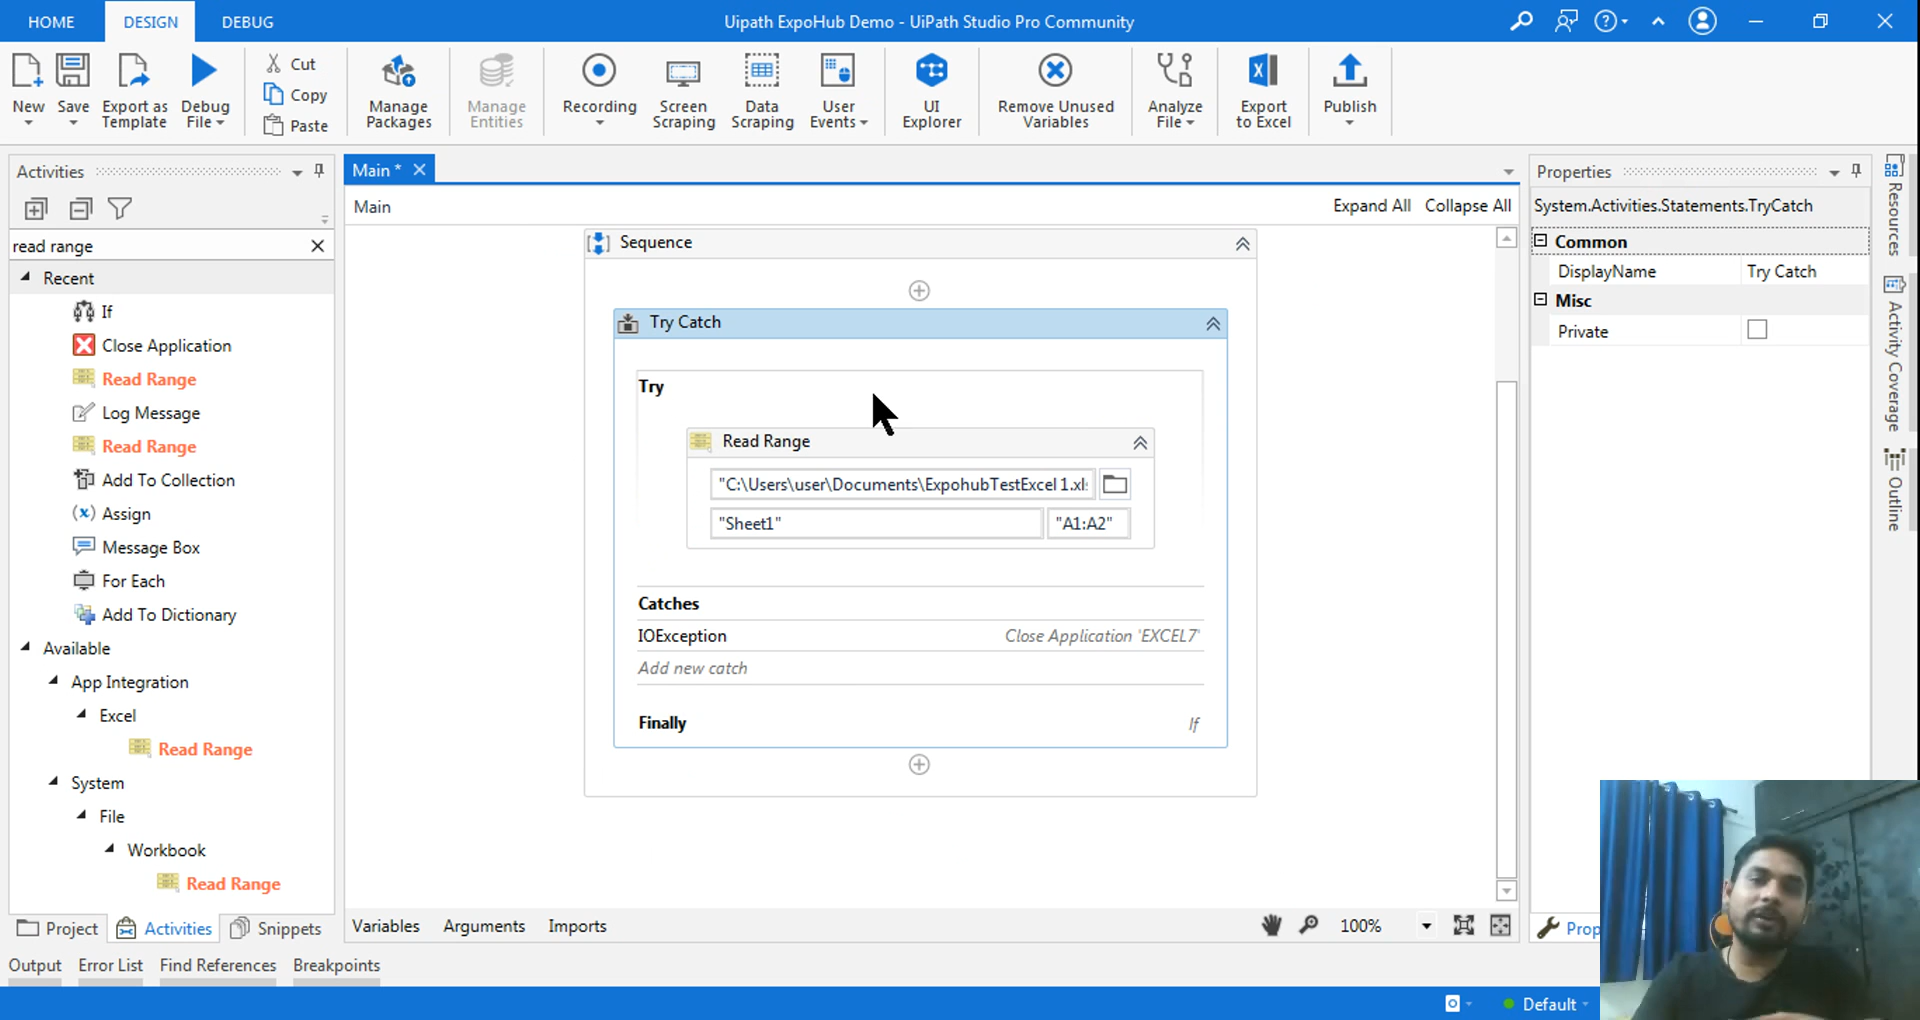 HOME DESIGN DEBUG Uipath ExpoHub Demo - UiPath Studio Pro Community
New
Save
Export as Template
Debug File
Cut
Copy
Paste
Manage Packages
Manage Entities
Recording
Screen Scraping
Data Scraping
User Events
UI Explorer
Remove Unused Variables
Analyze File
Export to Excel
Publish
Activities
read range
Recent
If
Close Application
Read Range
Log Message
Read Range
Add To Collection
Assign
Message Box
For Each
Add To Dictionary
Available
App Integration
Excel
Read Range
System
File
Workbook
Read Range
Project Activities Snippets
Main *
Main Expand All Collapse All
Sequence
Try Catch
Try
Read Range
"C:\Users\user\Documents\ExpohubTestExcel 1.xl
"Sheet1" "A1:A2"
Catches
IOException Close Application 'EXCEL7'
Add new catch
Finally If
Variables Arguments Imports 100%
Properties
System.Activities.Statements.TryCatch
Common
DisplayName Try Catch
Misc
Private
Prop
Resources
Activity Coverage
Outline
Output Error List Find References Breakpoints
Default